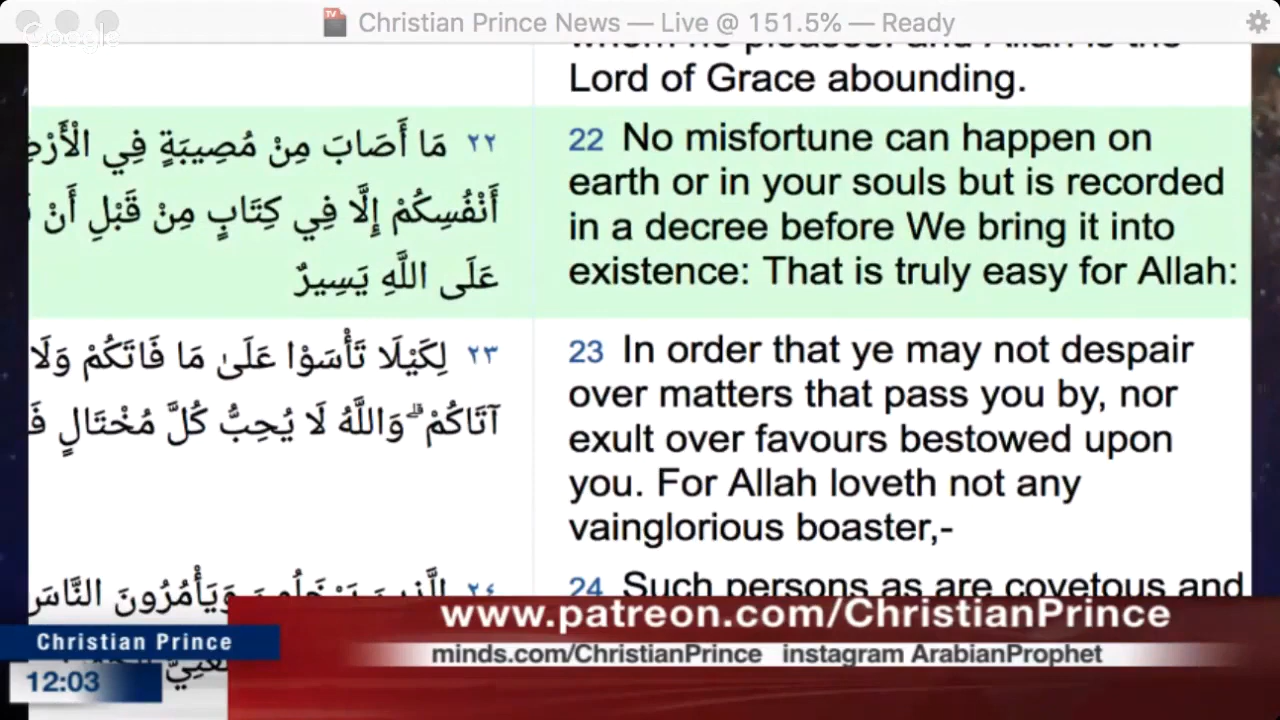 Christian Prince News — Live @ 151.5% — Ready
Google
Lord of Grace abounding.
٢٢ مَا أَصَابَ مِنْ مُصِيبَةٍ فِي
أَنْفُسِكُمْ إِلَّا فِي كِتَابٍ مِنْ قَبْلِ أَنْ
عَلَى اللَّهِ يَسِيرٌ
22 No misfortune can happen on
earth or in your souls but is recorded
in a decree before We bring it into
existence: That is truly easy for Allah:
٢٣ لِكَيْلَا تَأْسَوْا عَلَىٰ مَا فَاتَكُمْ وَلَا
آتَاكُمْ ۗ وَاللَّهُ لَا يُحِبُّ كُلَّ مُخْتَالٍ
23 In order that ye may not despair
over matters that pass you by, nor
exult over favours bestowed upon
you. For Allah loveth not any
vainglorious boaster,-
٢٤ وَيَأْمُرُونَ النَّاسَ
24 Such persons as are covetous and
www.patreon.com/ChristianPrince
Christian Prince
minds.com/ChristianPrince instagram ArabianProphet
12:03